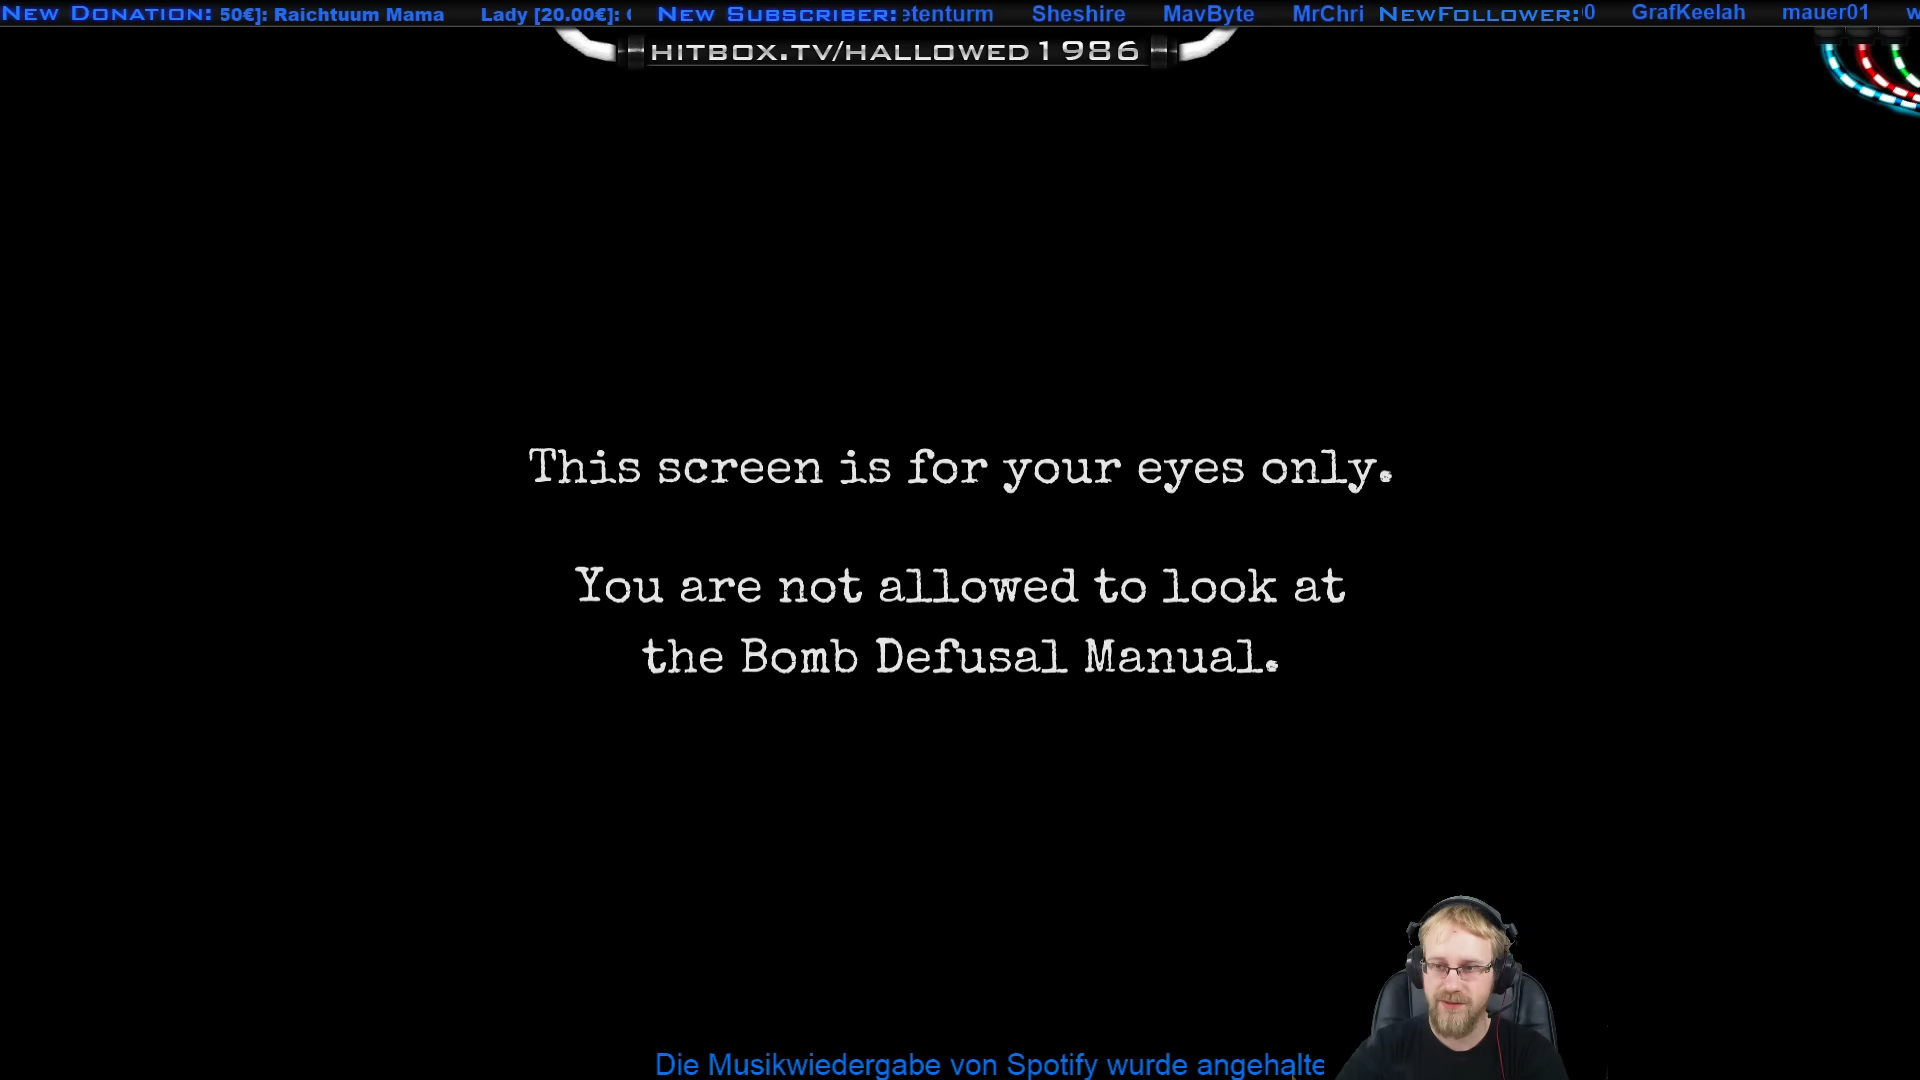 New Donation: 50€]: Raichtuum Mama Lady [20.00€]: New Subscriber: etenturm Sheshire MavByte MrChri NewFollower: 0 GrafKeelah mauer01
HITBOX.TV/HALLOWED1986
This screen is for your eyes only.
You are not allowed to look at
the Bomb Defusal Manual.
Die Musikwiedergabe von Spotify wurde angehalte